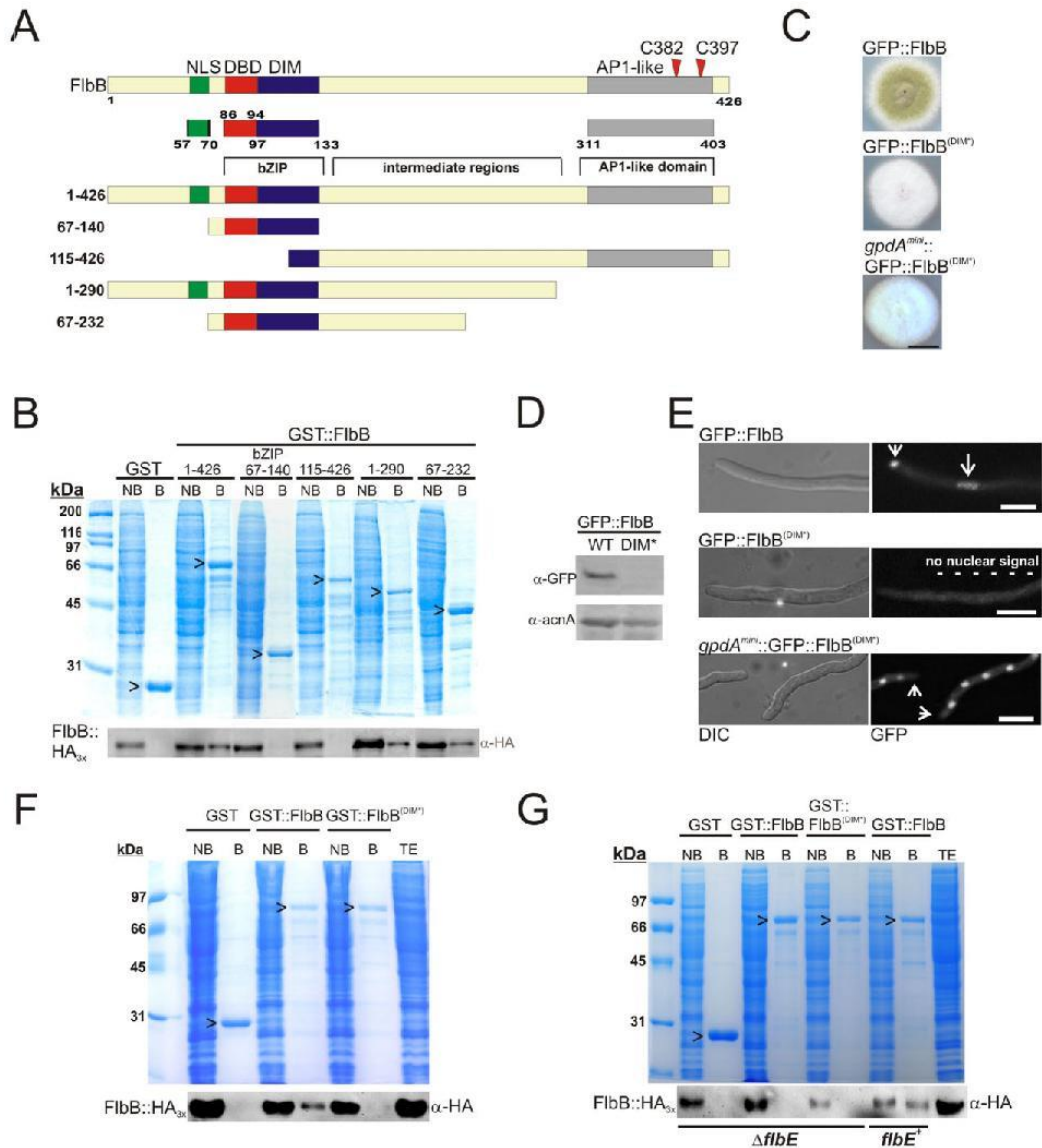 A
NLS DBD DIM
AP1-like
C382 C397
FlbB
1
426
86 94
57 70 97 133
311 403
bZIP
intermediate regions
AP1-like domain
1-426
67-140
115-426
1-290
67-232
C
GFP::FlbB
GFP::FlbB(DIM*)
gpdAmini::
GFP::FlbB(DIM*)
B
GST::FlbB
GST
1-426
bZIP
67-140
115-426
1-290
67-232
kDa
NB B NB B NB B NB B NB B NB B
200
116
97
66
45
31
>
>
>
>
>
>
FlbB::
HA3x
α-HA
D
GFP::FlbB
WT DIM*
α-GFP
α-acnA
E
GFP::FlbB
GFP::FlbB(DIM*)
no nuclear signal
gpdAmini::GFP::FlbB(DIM*)
DIC
GFP
F
GST GST::FlbB GST::FlbB(DIM*)
kDa
NB B NB B NB B TE
97
66
45
31
>
>
>
FlbB::HA3x
α-HA
G
GST GST::FlbB
GST::
FlbB(DIM*)
GST::FlbB
kDa
NB B NB B NB B NB B TE
97
66
45
31
>
>
>
>
FlbB::HA3x
α-HA
ΔflbE
flbE+